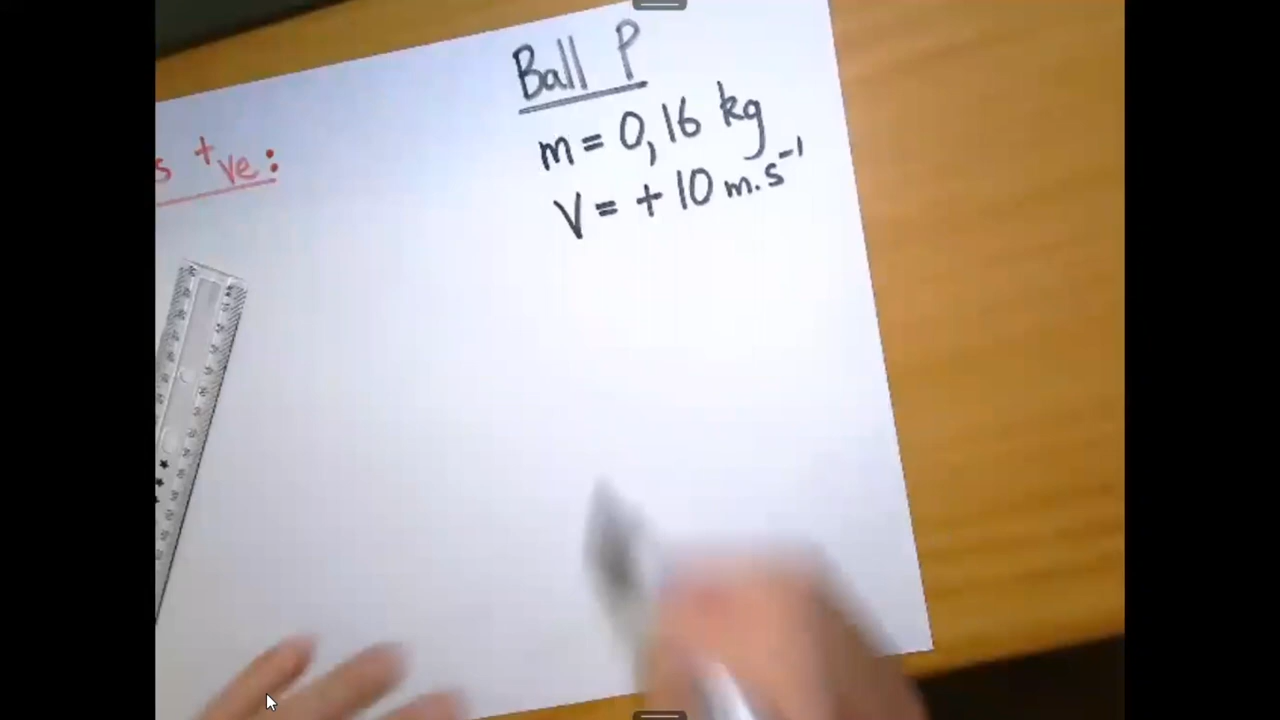 Ball P
m = 0,16 kg
V = + 10 m.s⁻¹
s +ve: